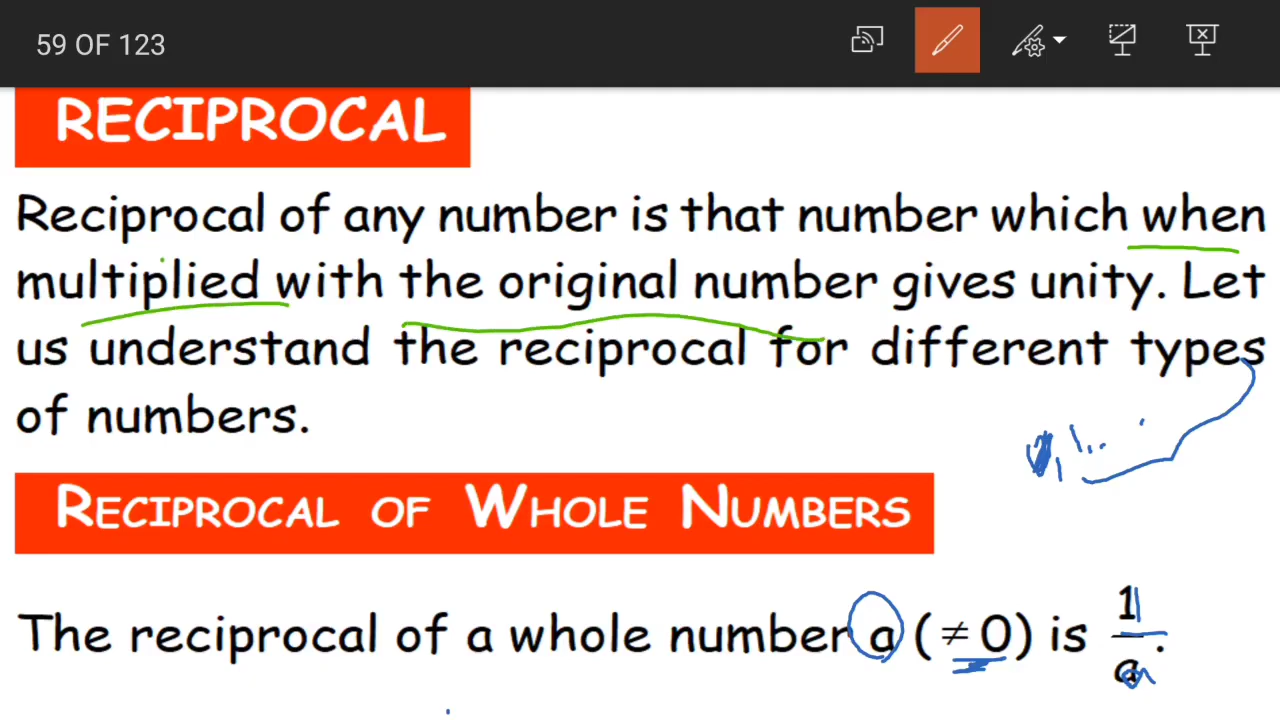 59 OF 123
RECIPROCAL
Reciprocal of any number is that number which when
multiplied with the original number gives unity. Let
us understand the reciprocal for different types
of numbers.
RECIPROCAL OF WHOLE NUMBERS
The reciprocal of a whole number a (≠ 0) is 1/a.